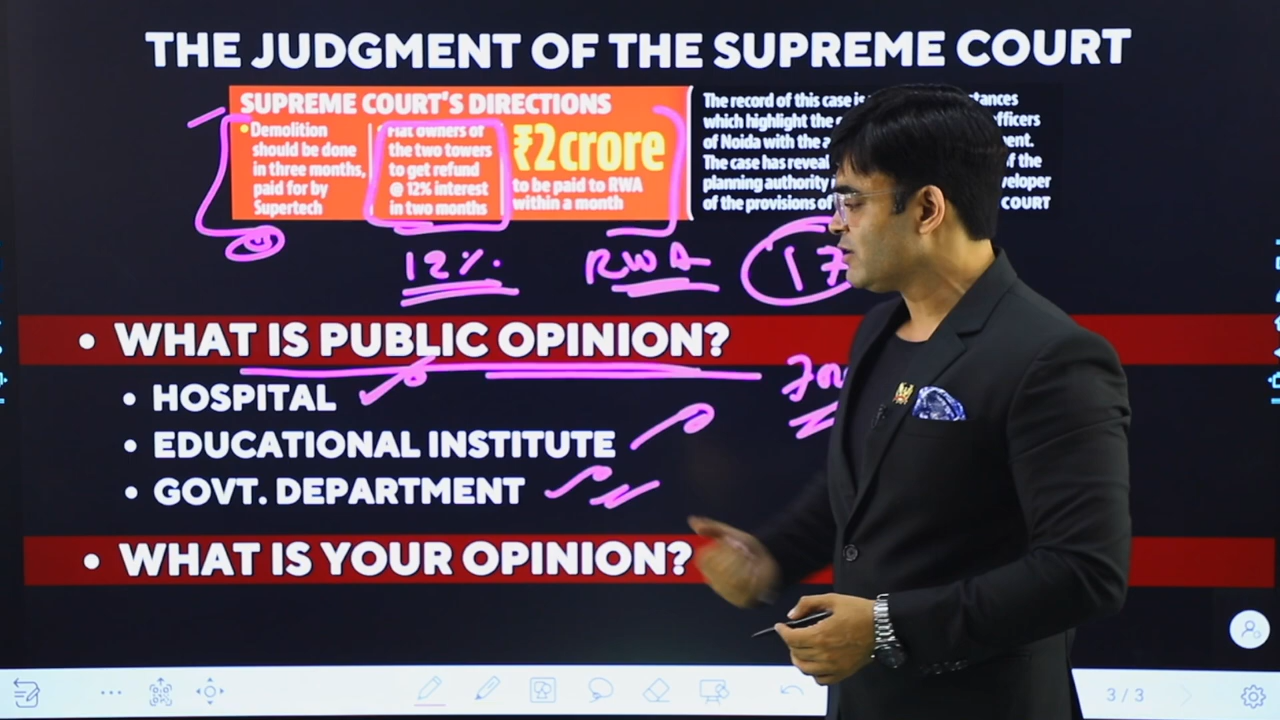 THE JUDGMENT OF THE SUPREME COURT
SUPREME COURT'S DIRECTIONS
• Demolition
should be done
in three months,
paid for by
Supertech
Flat owners of
the two towers
to get refund
@ 12% interest
in two months
₹2crore
to be paid to RWA
within a month
The record of this case is
which highlight the officers
of Noida with the
The case has of the
planning authority
of the provisions of COURT
12%.
RWA
17
• WHAT IS PUBLIC OPINION?
• HOSPITAL
• EDUCATIONAL INSTITUTE
• GOVT. DEPARTMENT
• WHAT IS YOUR OPINION?
3 / 3